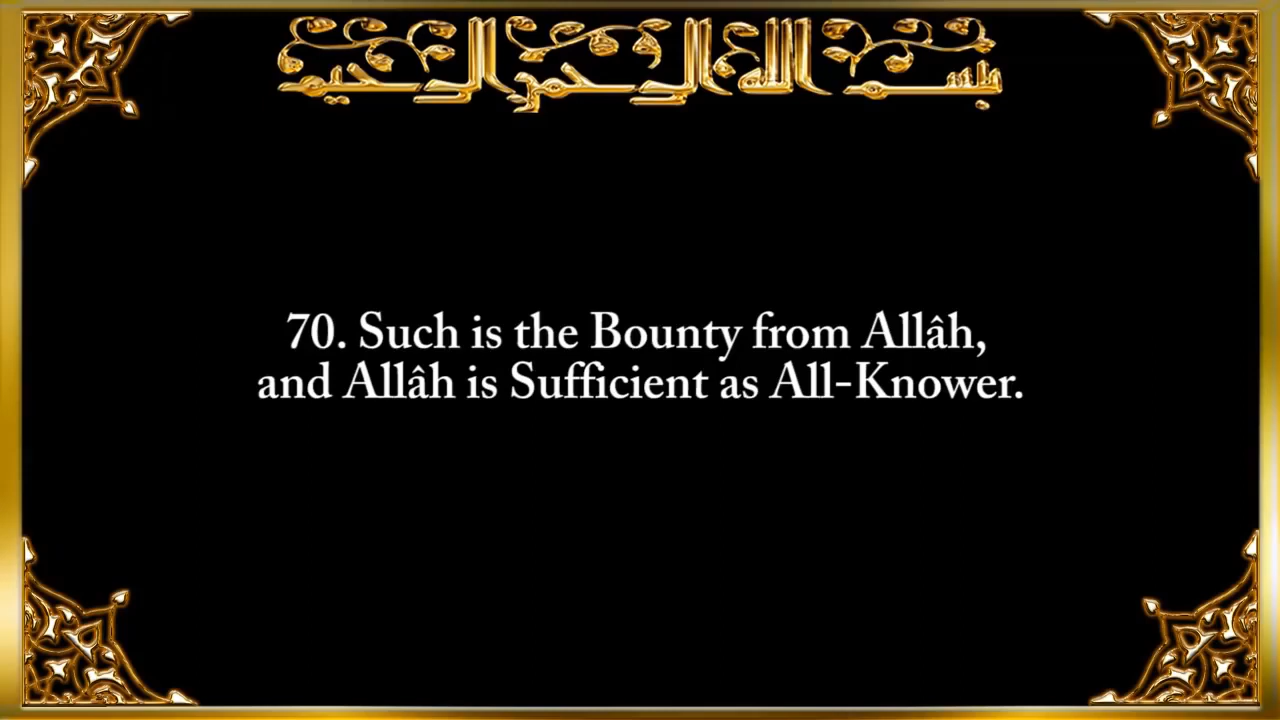 بسم الله الرحمن الرحيم
70. Such is the Bounty from Allâh,
and Allâh is Sufficient as All-Knower.